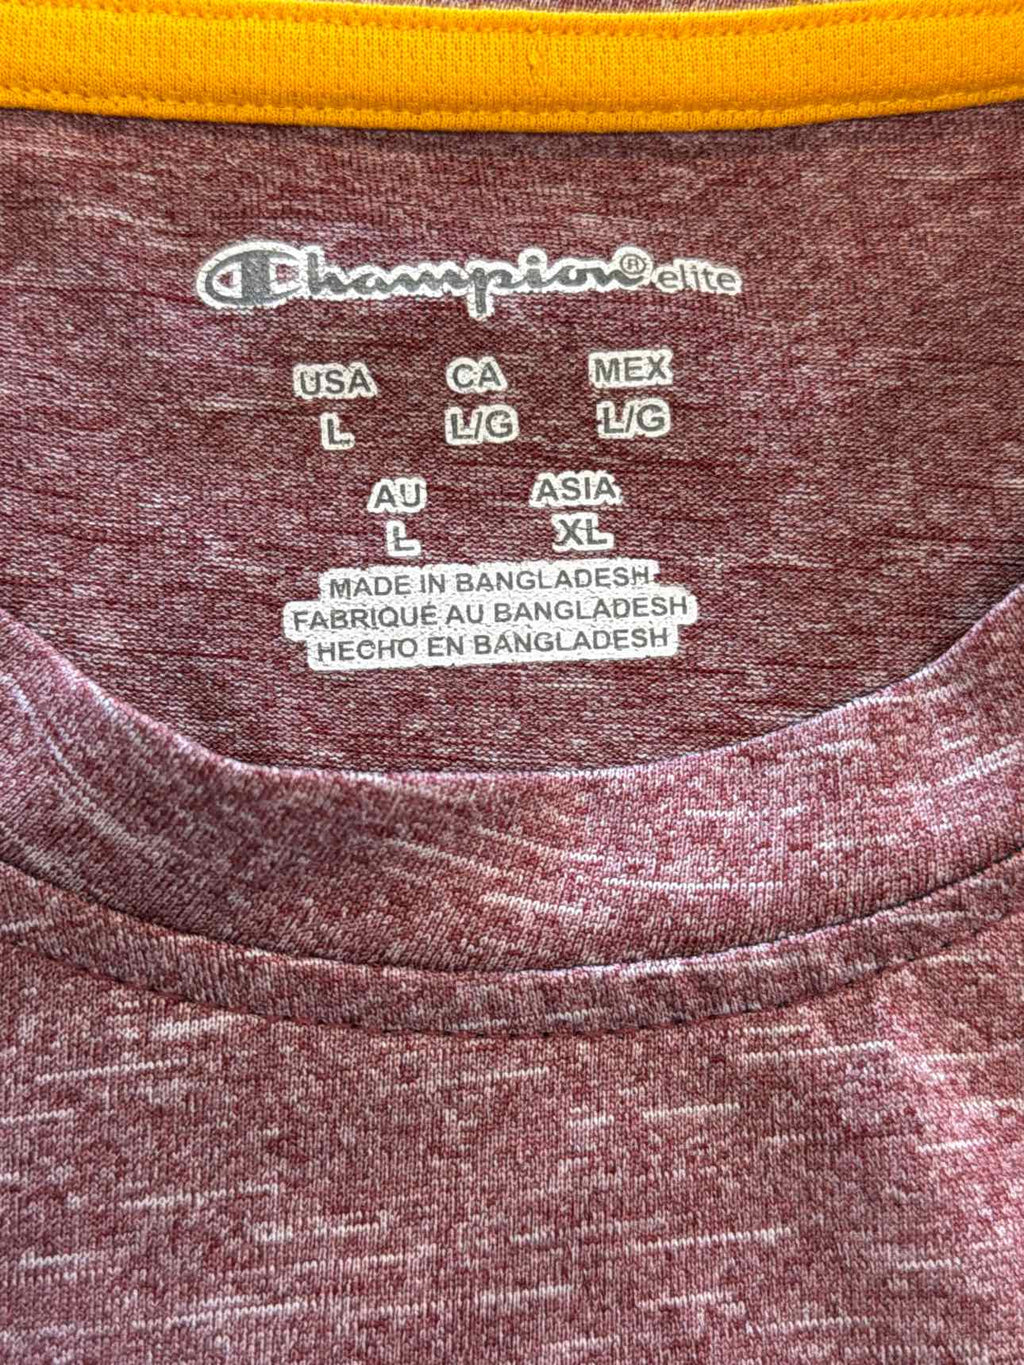 Champion® elite
USA CA MEX
L L/G L/G
AU ASIA
L XL
MADE IN BANGLADESH
FABRIQUÉ AU BANGLADESH
HECHO EN BANGLADESH